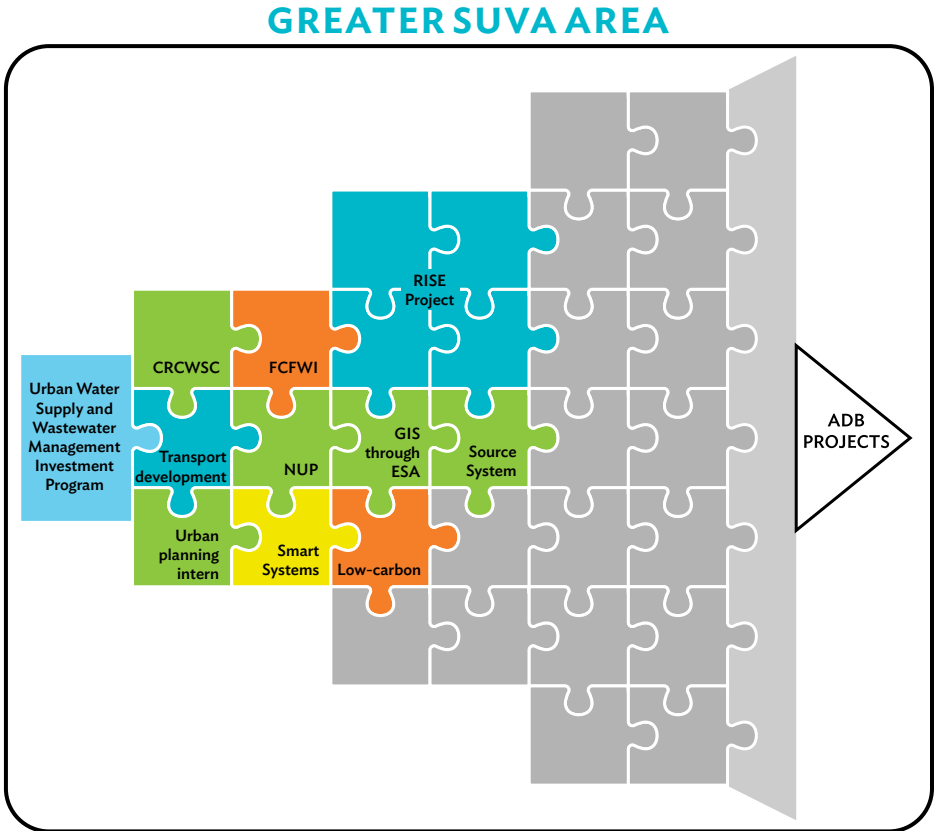 GREATER SUVA AREA
RISE
Project
CRCWSC
FCFWI
Urban Water
Supply and
Wastewater
Management
Investment
Program
Transport
development
NUP
GIS
through
ESA
Source
System
ADB
PROJECTS
Urban
planning
intern
Smart
Systems
Low-carbon